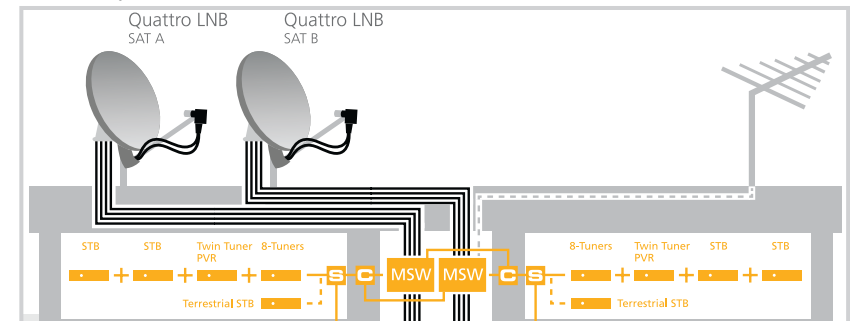 Quattro LNB
SAT A
Quattro LNB
SAT B
STB
STB
Twin Tuner
PVR
8-Tuners
8-Tuners
Twin Tuner
PVR
STB
STB
S
C
MSW
MSW
C
S
Terrestrial STB
Terrestrial STB